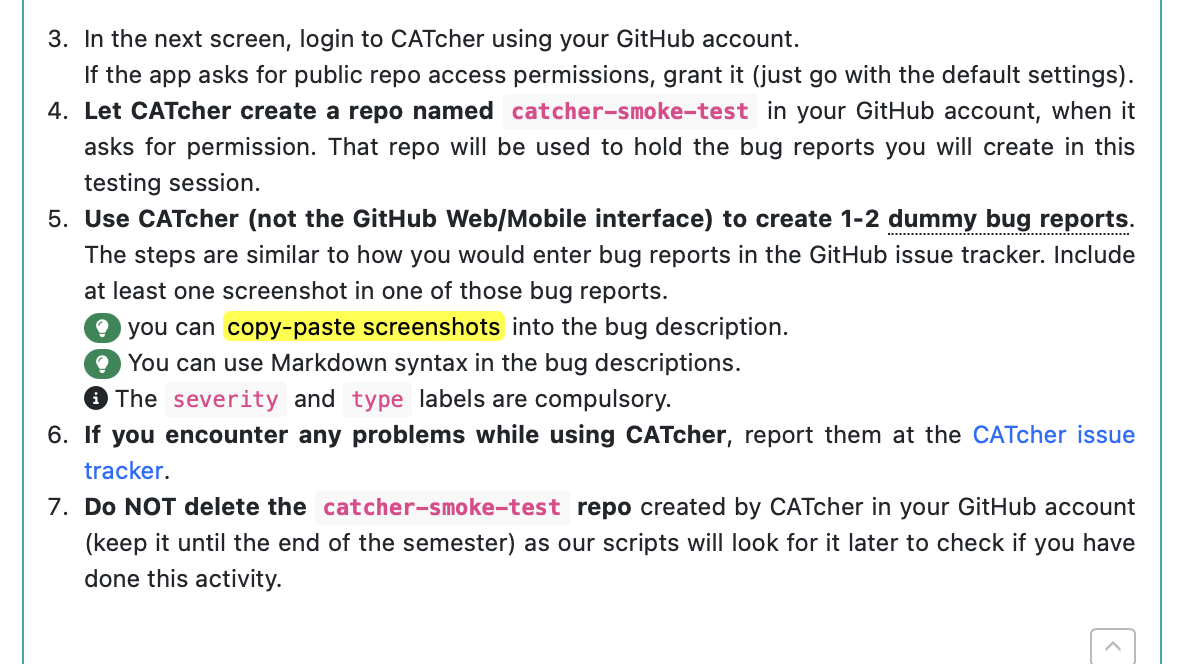 3. In the next screen, login to CATcher using your GitHub account.
If the app asks for public repo access permissions, grant it (just go with the default settings).
4. Let CATcher create a repo named catcher-smoke-test in your GitHub account, when it
asks for permission. That repo will be used to hold the bug reports you will create in this
testing session.
5. Use CATcher (not the GitHub Web/Mobile interface) to create 1-2 dummy bug reports.
The steps are similar to how you would enter bug reports in the GitHub issue tracker. Include
at least one screenshot in one of those bug reports.
you can copy-paste screenshots into the bug description.
You can use Markdown syntax in the bug descriptions.
The severity and type labels are compulsory.
6. If you encounter any problems while using CATcher, report them at the CATcher issue
tracker.
7. Do NOT delete the catcher-smoke-test repo created by CATcher in your GitHub account
(keep it until the end of the semester) as our scripts will look for it later to check if you have
done this activity.